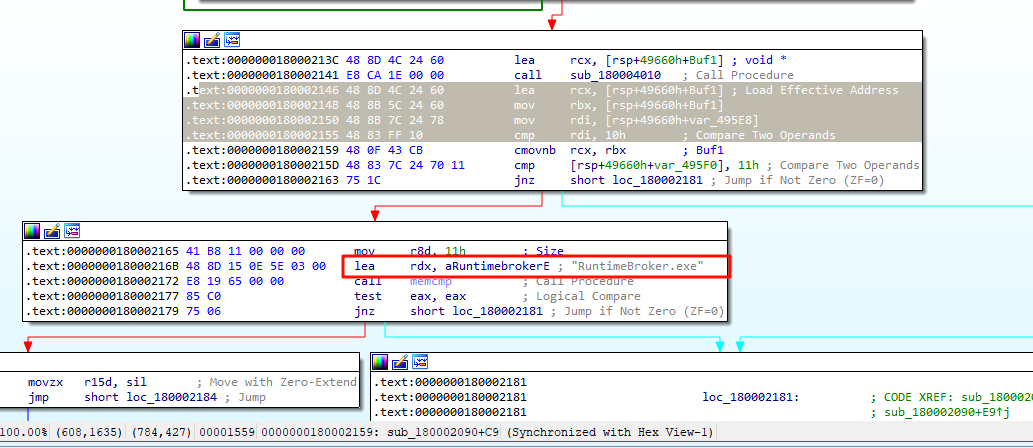 .text:000000018000213C 48 8D 4C 24 60 lea rcx, [rsp+49660h+Buf1] ; void *
.text:0000000180002141 E8 CA 1E 00 00 call sub_180004010 ; Call Procedure
.text:0000000180002146 48 8D 4C 24 60 lea rcx, [rsp+49660h+Buf1] ; Load Effective Address
.text:000000018000214B 48 8B 5C 24 60 mov rbx, [rsp+49660h+Buf1]
.text:0000000180002150 48 8B 7C 24 78 mov rdi, [rsp+49660h+var_495E8]
.text:0000000180002155 48 83 FF 10 cmp rdi, 10h ; Compare Two Operands
.text:0000000180002159 48 0F 43 CB cmovnb rcx, rbx ; Buf1
.text:000000018000215D 48 83 7C 24 70 11 cmp [rsp+49660h+var_495F0], 11h ; Compare Two Operands
.text:0000000180002163 75 1C jnz short loc_180002181 ; Jump if Not Zero (ZF=0)
.text:0000000180002165 41 B8 11 00 00 00 mov r8d, 11h ; Size
.text:000000018000216B 48 8D 15 0E 5E 03 00 lea rdx, aRuntimebrokerE ; "RuntimeBroker.exe"
.text:0000000180002172 E8 19 65 00 00 call memcmp ; Call Procedure
.text:0000000180002177 85 C0 test eax, eax ; Logical Compare
.text:0000000180002179 75 06 jnz short loc_180002181 ; Jump if Not Zero (ZF=0)
movzx r15d, sil ; Move with Zero-Extend
jmp short loc_180002184 ; Jump
.text:0000000180002181
.text:0000000180002181 loc_180002181: ; CODE XREF: sub_1800020
.text:0000000180002181 ; sub_180002090+E9↑j
100.00% (608,1635) (784,427) 00001559 0000000180002159: sub_180002090+C9 (Synchronized with Hex View-1)